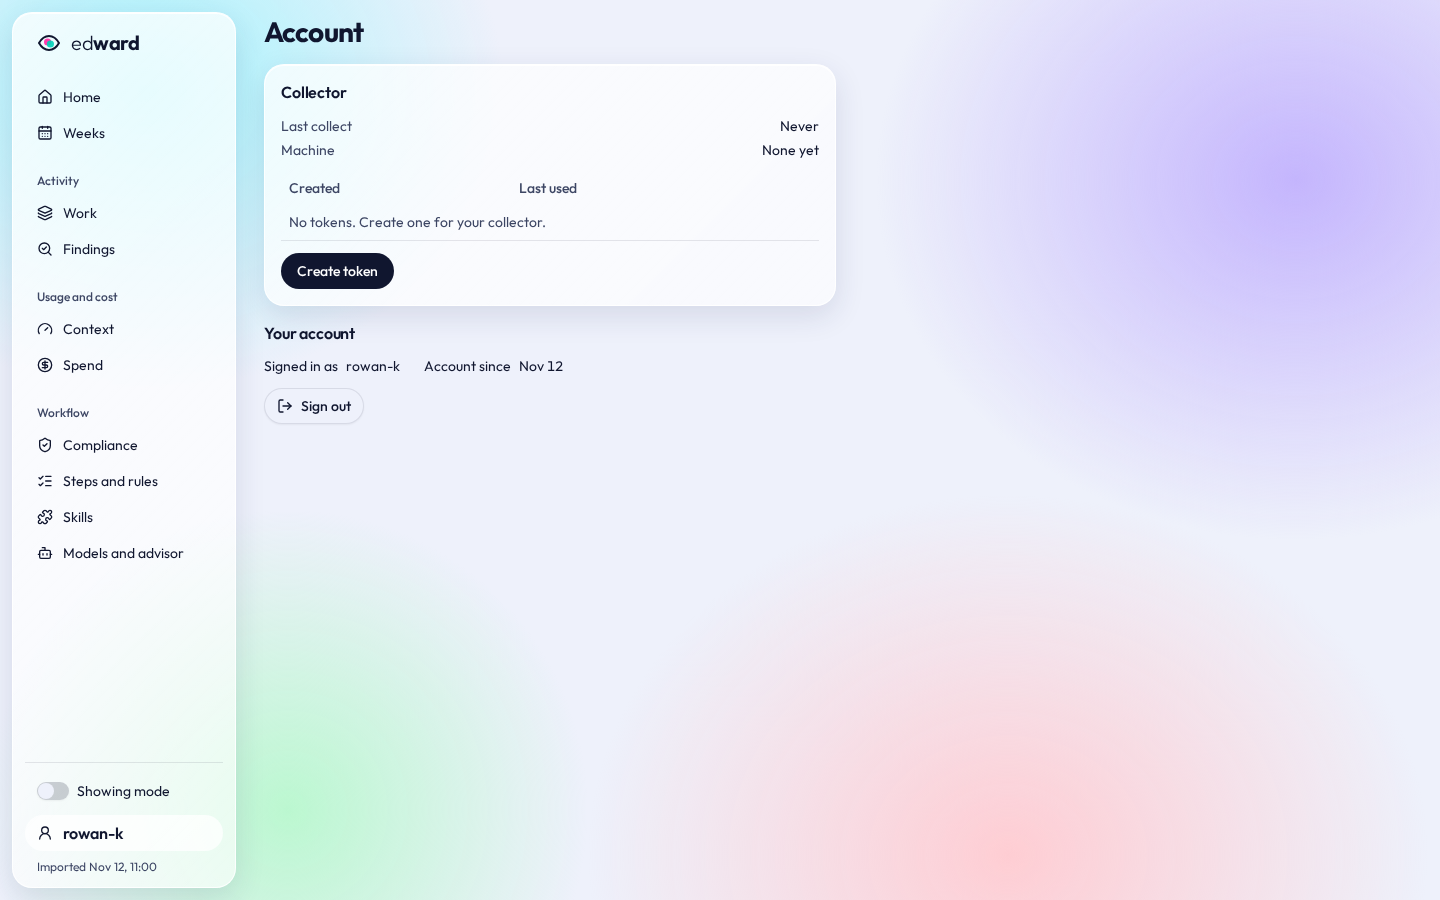 edward
Home
Weeks
Activity
Work
Findings
Usage and cost
Context
Spend
Workflow
Compliance
Steps and rules
Skills
Models and advisor
Showing mode
rowan-k
Imported Nov 12, 11:00
Account
Collector
Last collect Never
Machine None yet
Created Last used
No tokens. Create one for your collector.
Create token
Your account
Signed in as rowan-k Account since Nov 12
Sign out